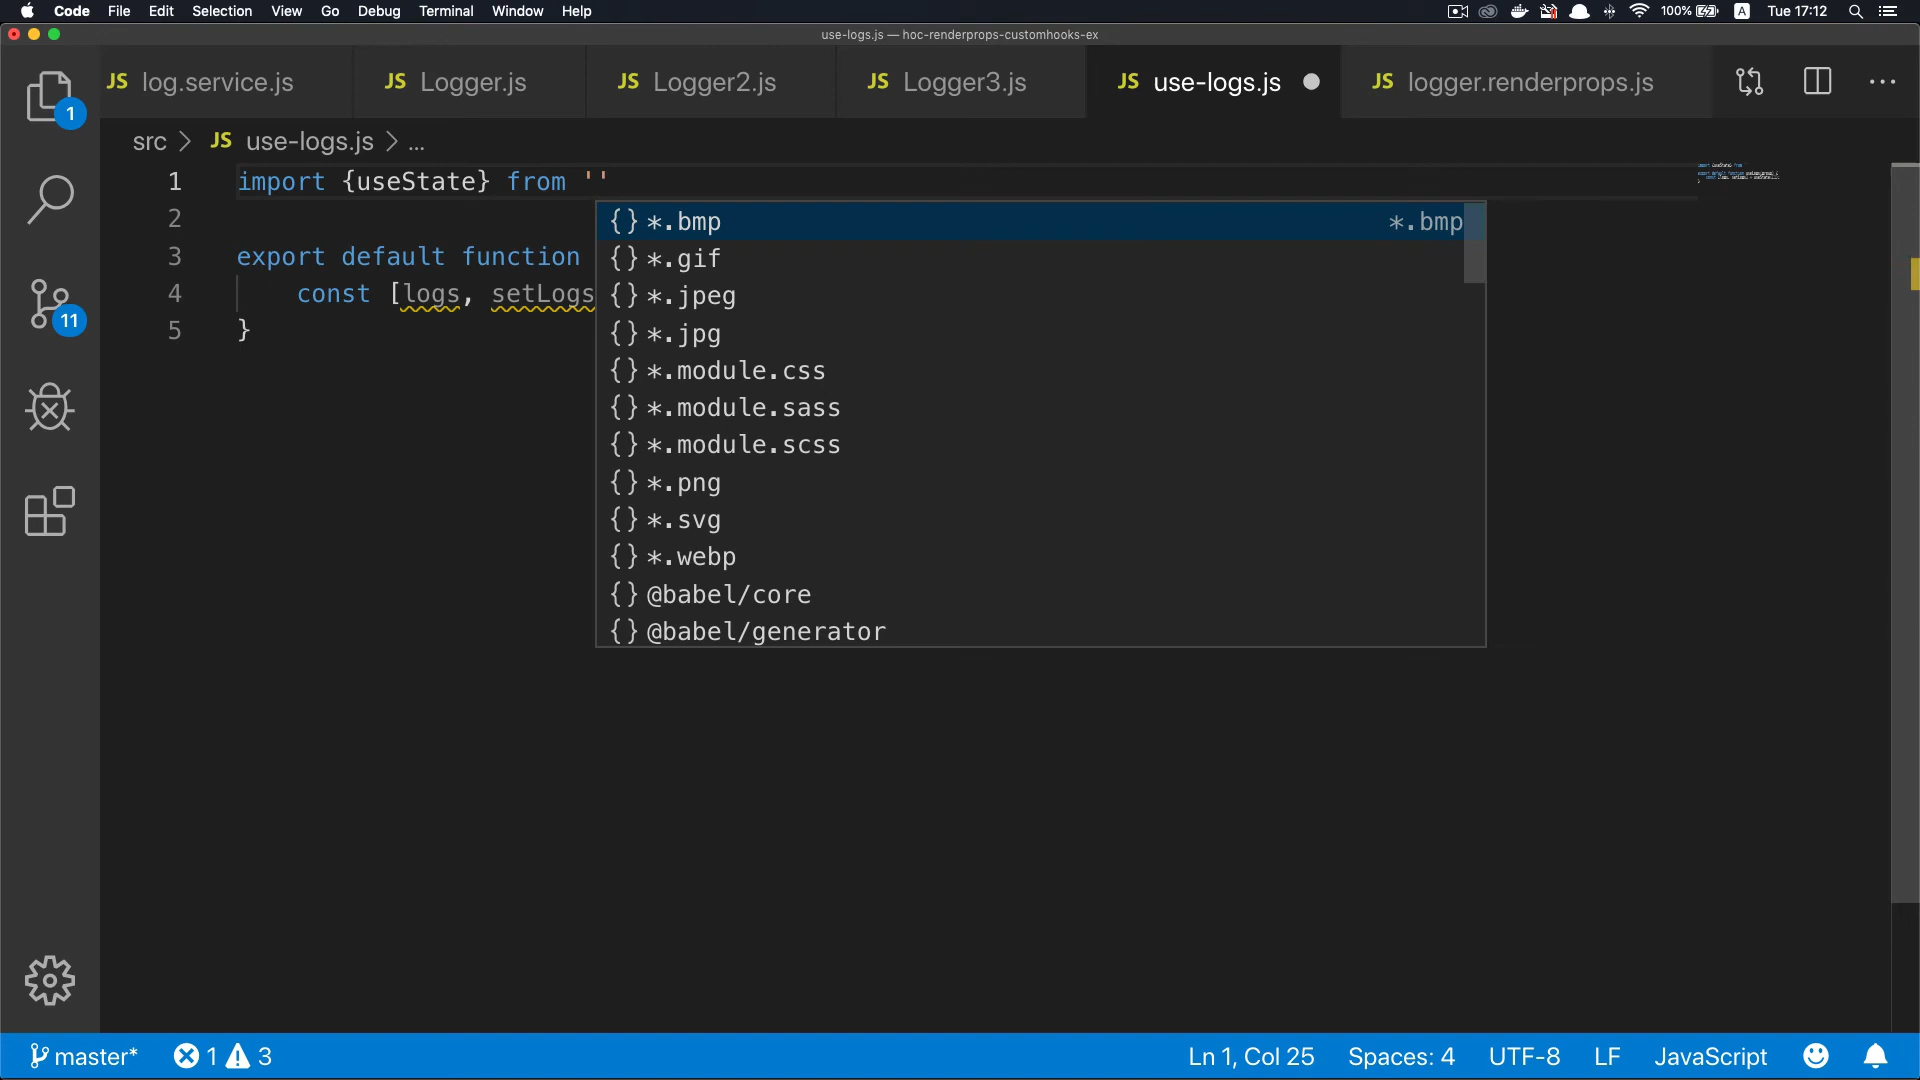 Code File Edit Selection View Go Debug Terminal Window Help 100% A Tue 17:12
use-logs.js — hoc-renderprops-customhooks-ex
JS log.service.js JS Logger.js JS Logger2.js JS Logger3.js JS use-logs.js JS logger.renderprops.js ...
src > JS use-logs.js > ...
1 import {useState} from ''
2
3 export default function
4 const [logs, setLogs
5 }
{} *.bmp *.bmp
{} *.gif
{} *.jpeg
{} *.jpg
{} *.module.css
{} *.module.sass
{} *.module.scss
{} *.png
{} *.svg
{} *.webp
{} @babel/core
{} @babel/generator
1
11
master* 1 3 Ln 1, Col 25 Spaces: 4 UTF-8 LF JavaScript